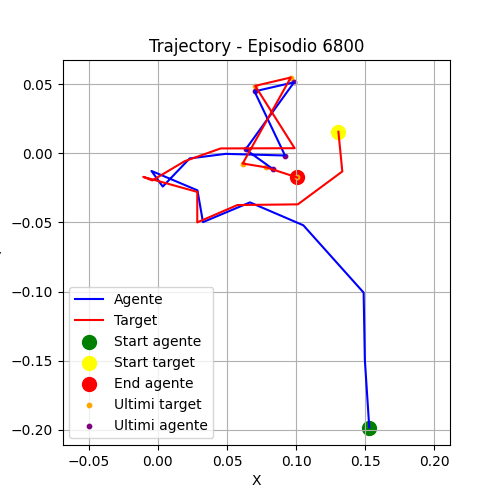 Trajectory - Episodio 6800
0.05
0.00
−0.05
−0.10
−0.15
−0.20
Agente
Target
Start agente
Start target
End agente
Ultimi target
Ultimi agente
−0.05
0.00
0.05
0.10
0.15
0.20
X